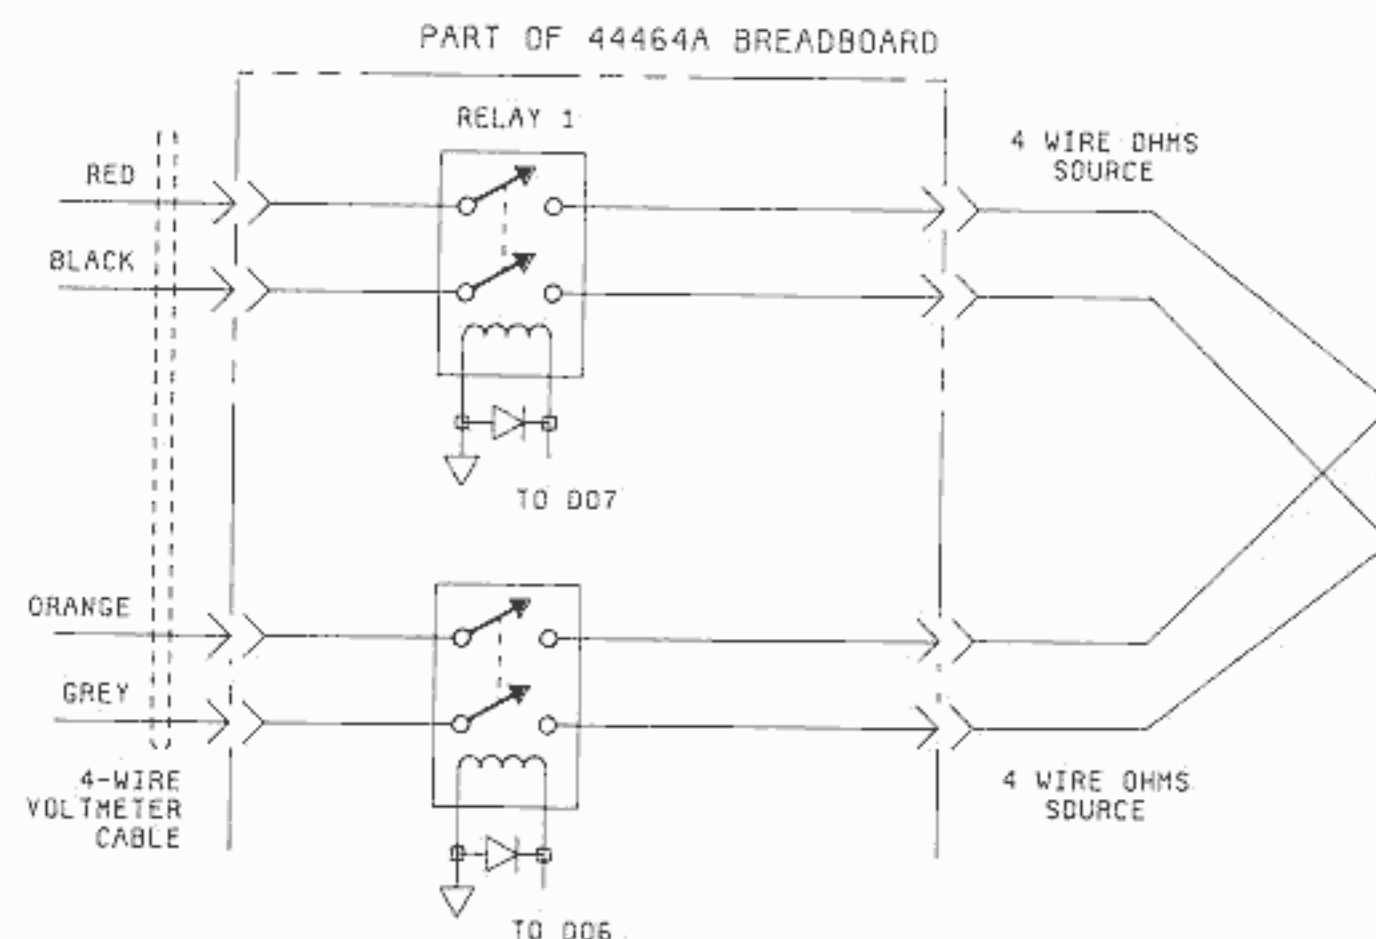 PART OF 44464A BREADBOARD
RELAY 1
4 WIRE OHMS
SOURCE
RED
BLACK
TO DO7
ORANGE
GREY
4-WIRE
VOLTMETER
CABLE
4 WIRE OHMS
SOURCE
TO DO6